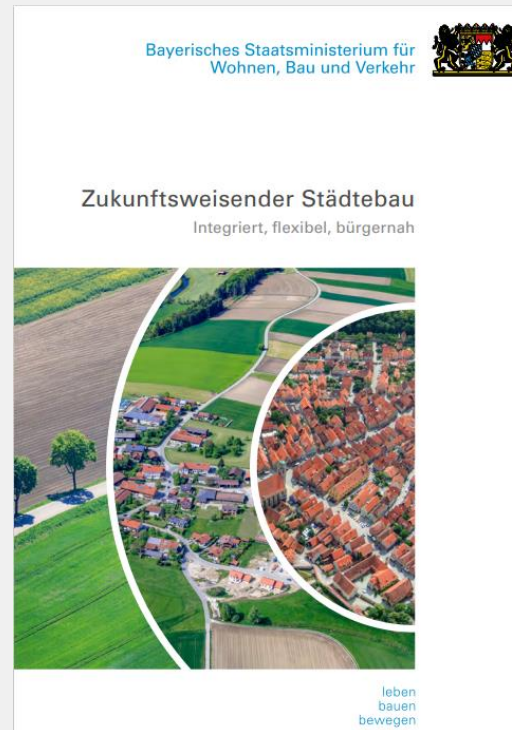 Bayerisches Staatsministerium für
Wohnen, Bau und Verkehr
Zukunftsweisender Städtebau
Integriert, flexibel, bürgernah
leben
bauen
bewegen